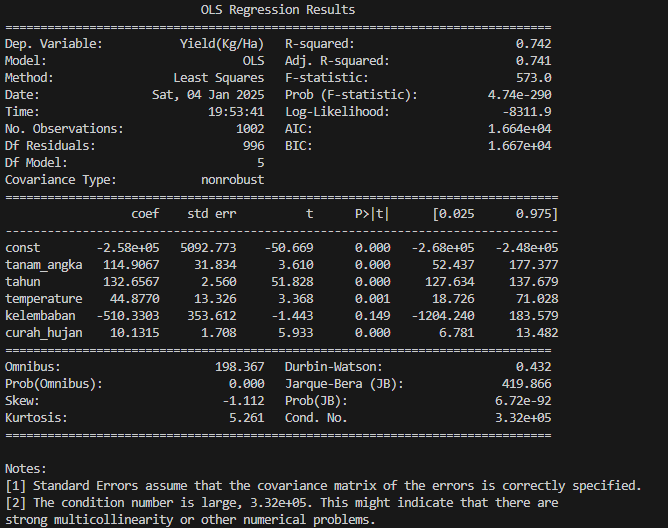 OLS Regression Results
==============================================================================
Dep. Variable: Yield(Kg/Ha) R-squared: 0.742
Model: OLS Adj. R-squared: 0.741
Method: Least Squares F-statistic: 573.0
Date: Sat, 04 Jan 2025 Prob (F-statistic): 4.74e-290
Time: 19:53:41 Log-Likelihood: -8311.9
No. Observations: 1002 AIC: 1.664e+04
Df Residuals: 996 BIC: 1.667e+04
Df Model: 5
Covariance Type: nonrobust
===============================================================================
coef std err t P>|t| [0.025 0.975]
-------------------------------------------------------------------------------
const -2.58e+05 5092.773 -50.669 0.000 -2.68e+05 -2.48e+05
tanam_angka 114.9067 31.834 3.610 0.000 52.437 177.377
tahun 132.6567 2.560 51.828 0.000 127.634 137.679
temperature 44.8770 13.326 3.368 0.001 18.726 71.028
kelembaban -510.3303 353.612 -1.443 0.149 -1204.240 183.579
curah_hujan 10.1315 1.708 5.933 0.000 6.781 13.482
==============================================================================
Omnibus: 198.367 Durbin-Watson: 0.432
Prob(Omnibus): 0.000 Jarque-Bera (JB): 419.866
Skew: -1.112 Prob(JB): 6.72e-92
Kurtosis: 5.261 Cond. No. 3.32e+05
==============================================================================
Notes:
[1] Standard Errors assume that the covariance matrix of the errors is correctly specified.
[2] The condition number is large, 3.32e+05. This might indicate that there are
strong multicollinearity or other numerical problems.